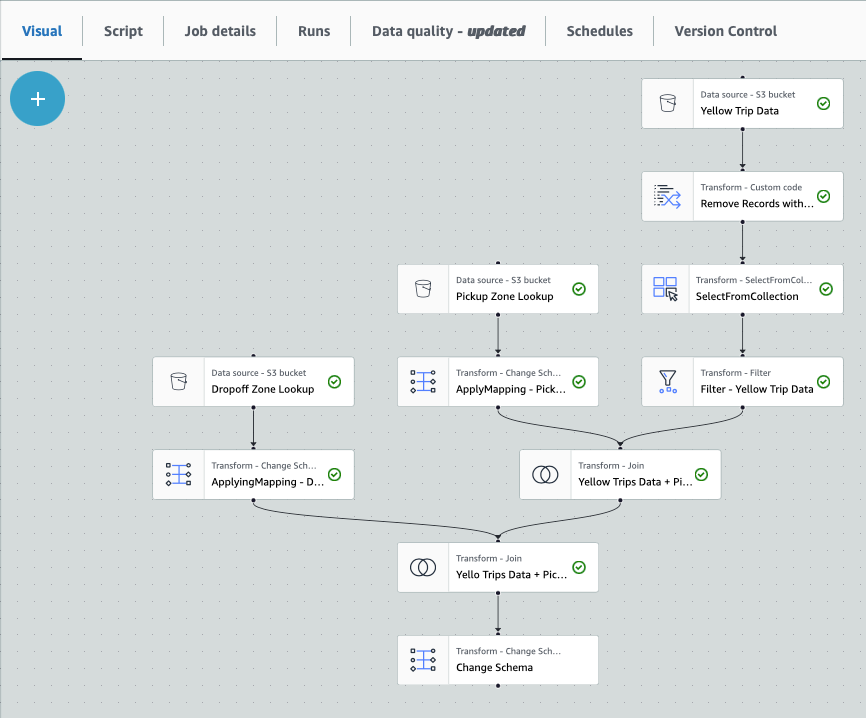 Visual Script Job details Runs Data quality - updated Schedules Version Control
+
Data source - S3 bucket
Yellow Trip Data
Transform - Custom code
Remove Records with...
Data source - S3 bucket
Pickup Zone Lookup
Transform - SelectFromCol...
SelectFromCollection
Data source - S3 bucket
Dropoff Zone Lookup
Transform - Change Sch...
ApplyMapping - Pick...
Transform - Filter
Filter - Yellow Trip Data
Transform - Change Sch...
ApplyingMapping - D...
Transform - Join
Yellow Trips Data + Pi...
Transform - Join
Yello Trips Data + Pic...
Transform - Change Sch...
Change Schema